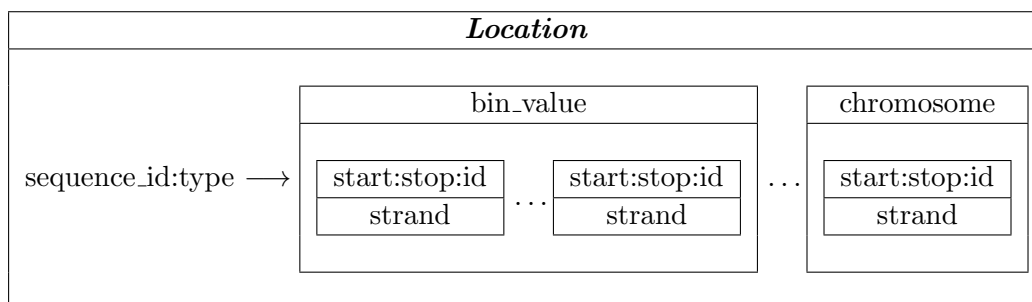 Location
bin_value
chromosome
sequence_id:type ⟶ start:stop:id … start:stop:id … start:stop:id
strand strand strand